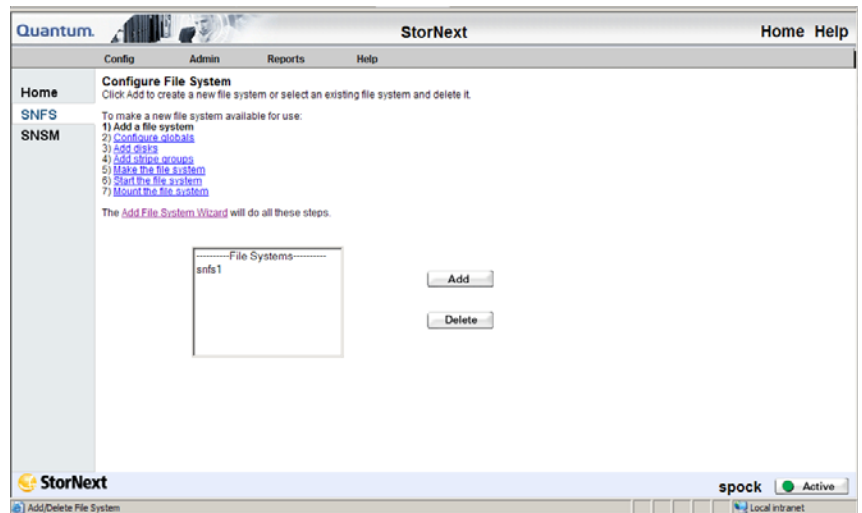 Quantum. StorNext Home Help
Config Admin Reports Help
Home
SNFS
SNSM
Configure File System
Click Add to create a new file system or select an existing file system and delete it.
To make a new file system available for use:
1) Add a file system
2) Configure globals
3) Add disks
4) Add stripe groups
5) Make the file system
6) Start the file system
7) Mount the file system
The Add File System Wizard will do all these steps.
----------File Systems----------
snfs1
Add
Delete
StorNext spock Active
Add/Delete File System Local intranet